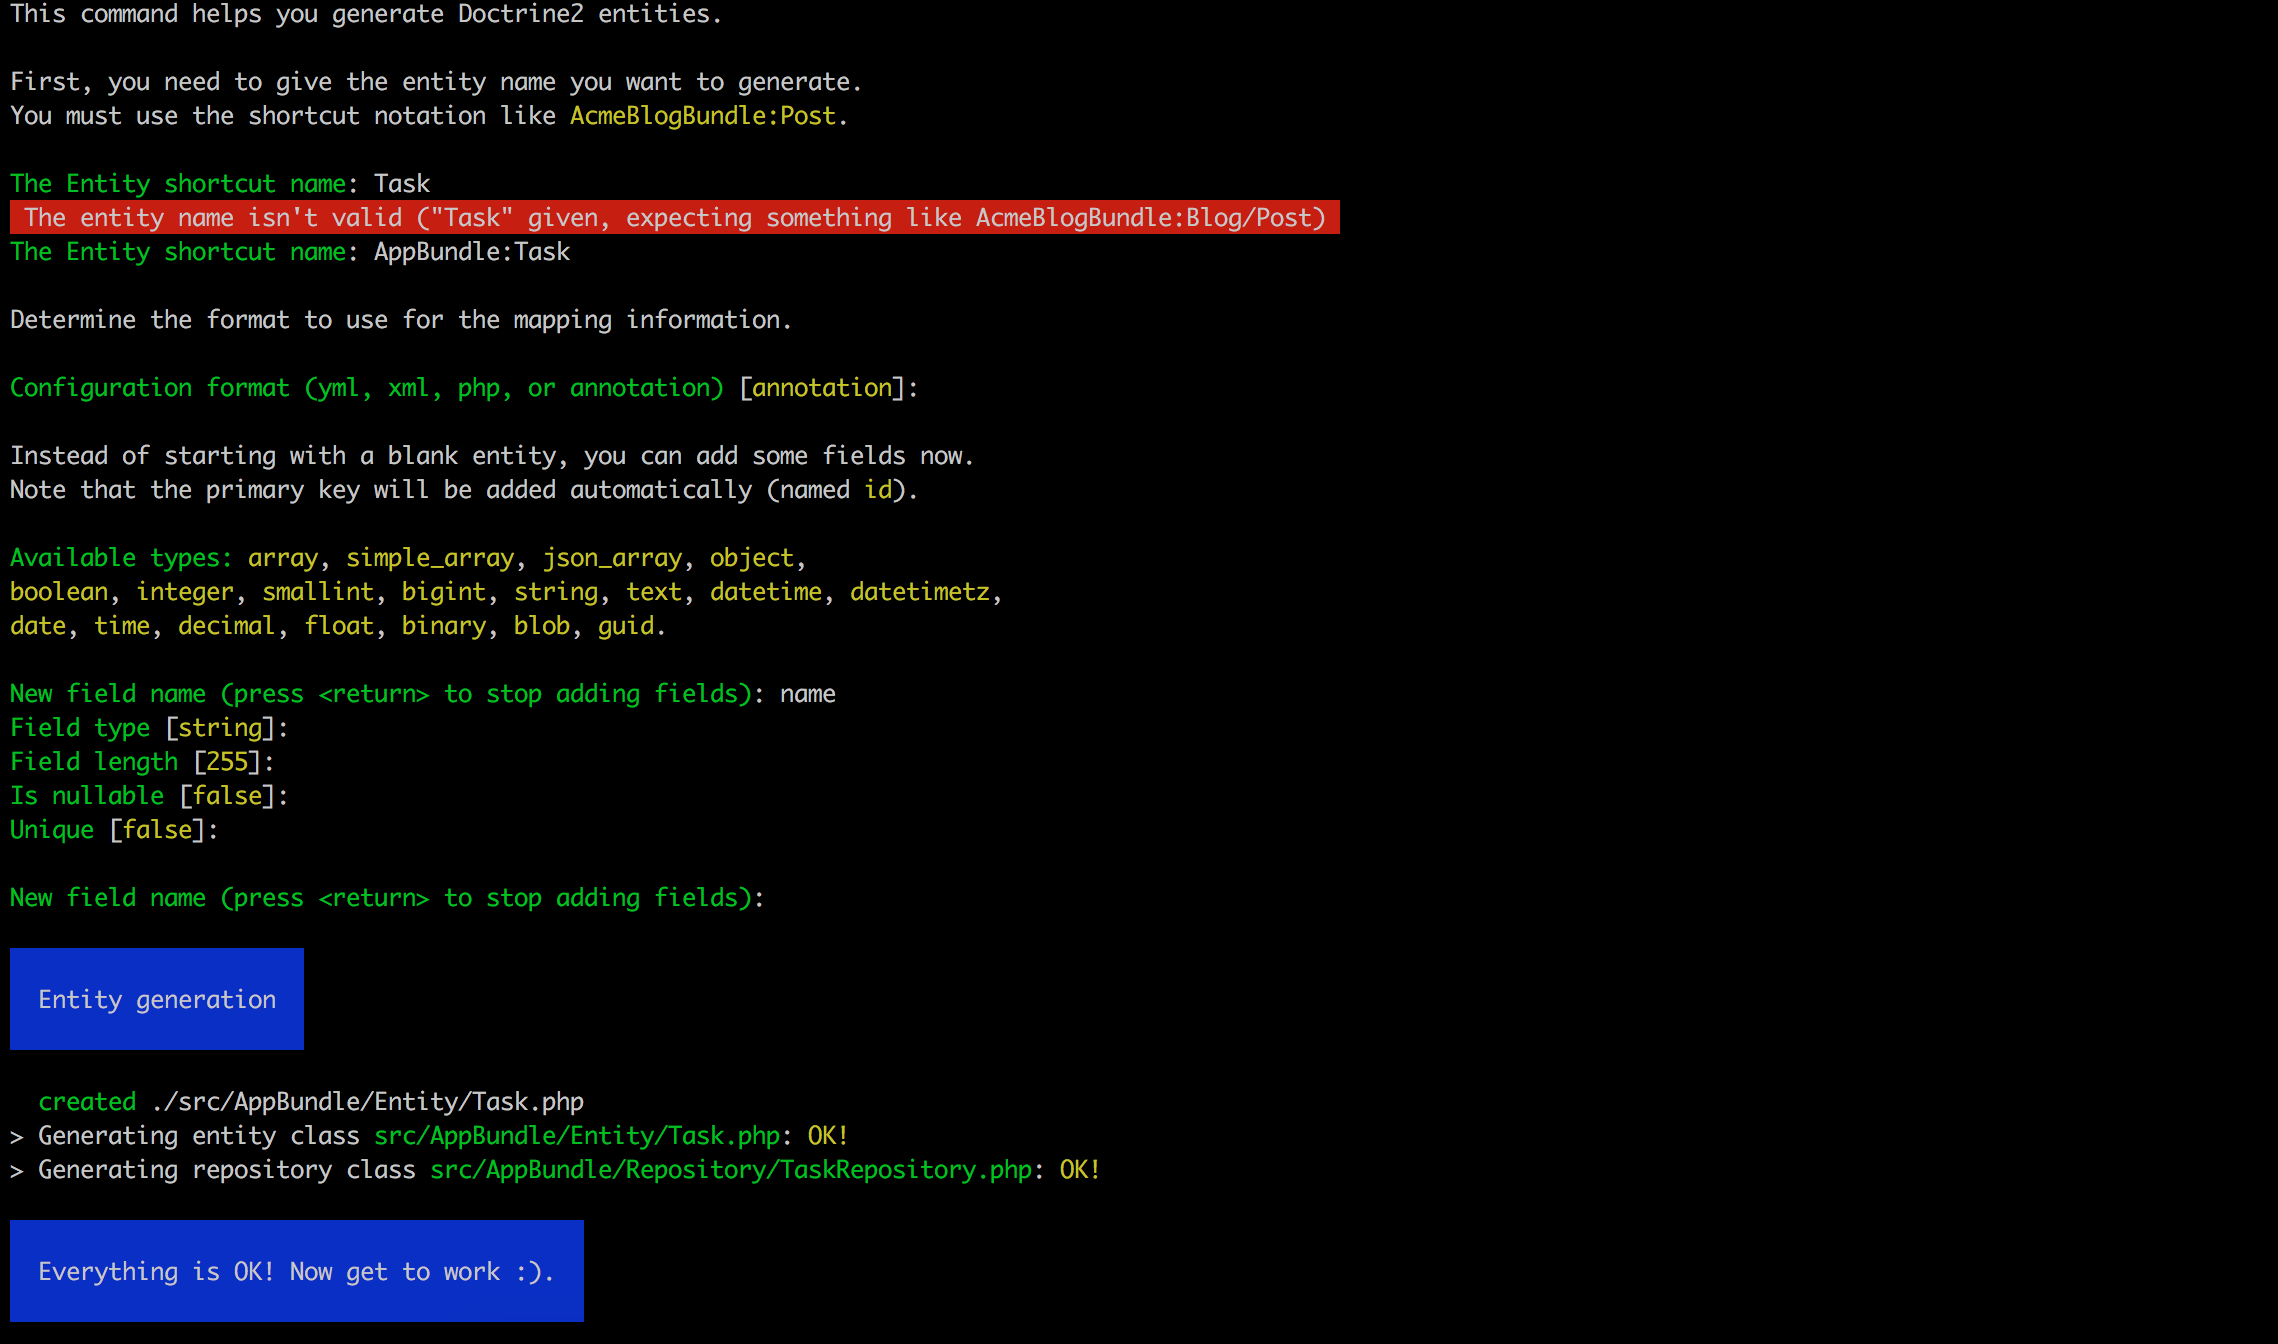 This command helps you generate Doctrine2 entities.
First, you need to give the entity name you want to generate.
You must use the shortcut notation like AcmeBlogBundle:Post.
The Entity shortcut name: Task
The entity name isn't valid ("Task" given, expecting something like AcmeBlogBundle:Blog/Post)
The Entity shortcut name: AppBundle:Task
Determine the format to use for the mapping information.
Configuration format (yml, xml, php, or annotation) [annotation]:
Instead of starting with a blank entity, you can add some fields now.
Note that the primary key will be added automatically (named id).
Available types: array, simple_array, json_array, object,
boolean, integer, smallint, bigint, string, text, datetime, datetimetz,
date, time, decimal, float, binary, blob, guid.
New field name (press <return> to stop adding fields): name
Field type [string]:
Field length [255]:
Is nullable [false]:
Unique [false]:
New field name (press <return> to stop adding fields):
Entity generation
created ./src/AppBundle/Entity/Task.php
> Generating entity class src/AppBundle/Entity/Task.php: OK!
> Generating repository class src/AppBundle/Repository/TaskRepository.php: OK!
Everything is OK! Now get to work :).